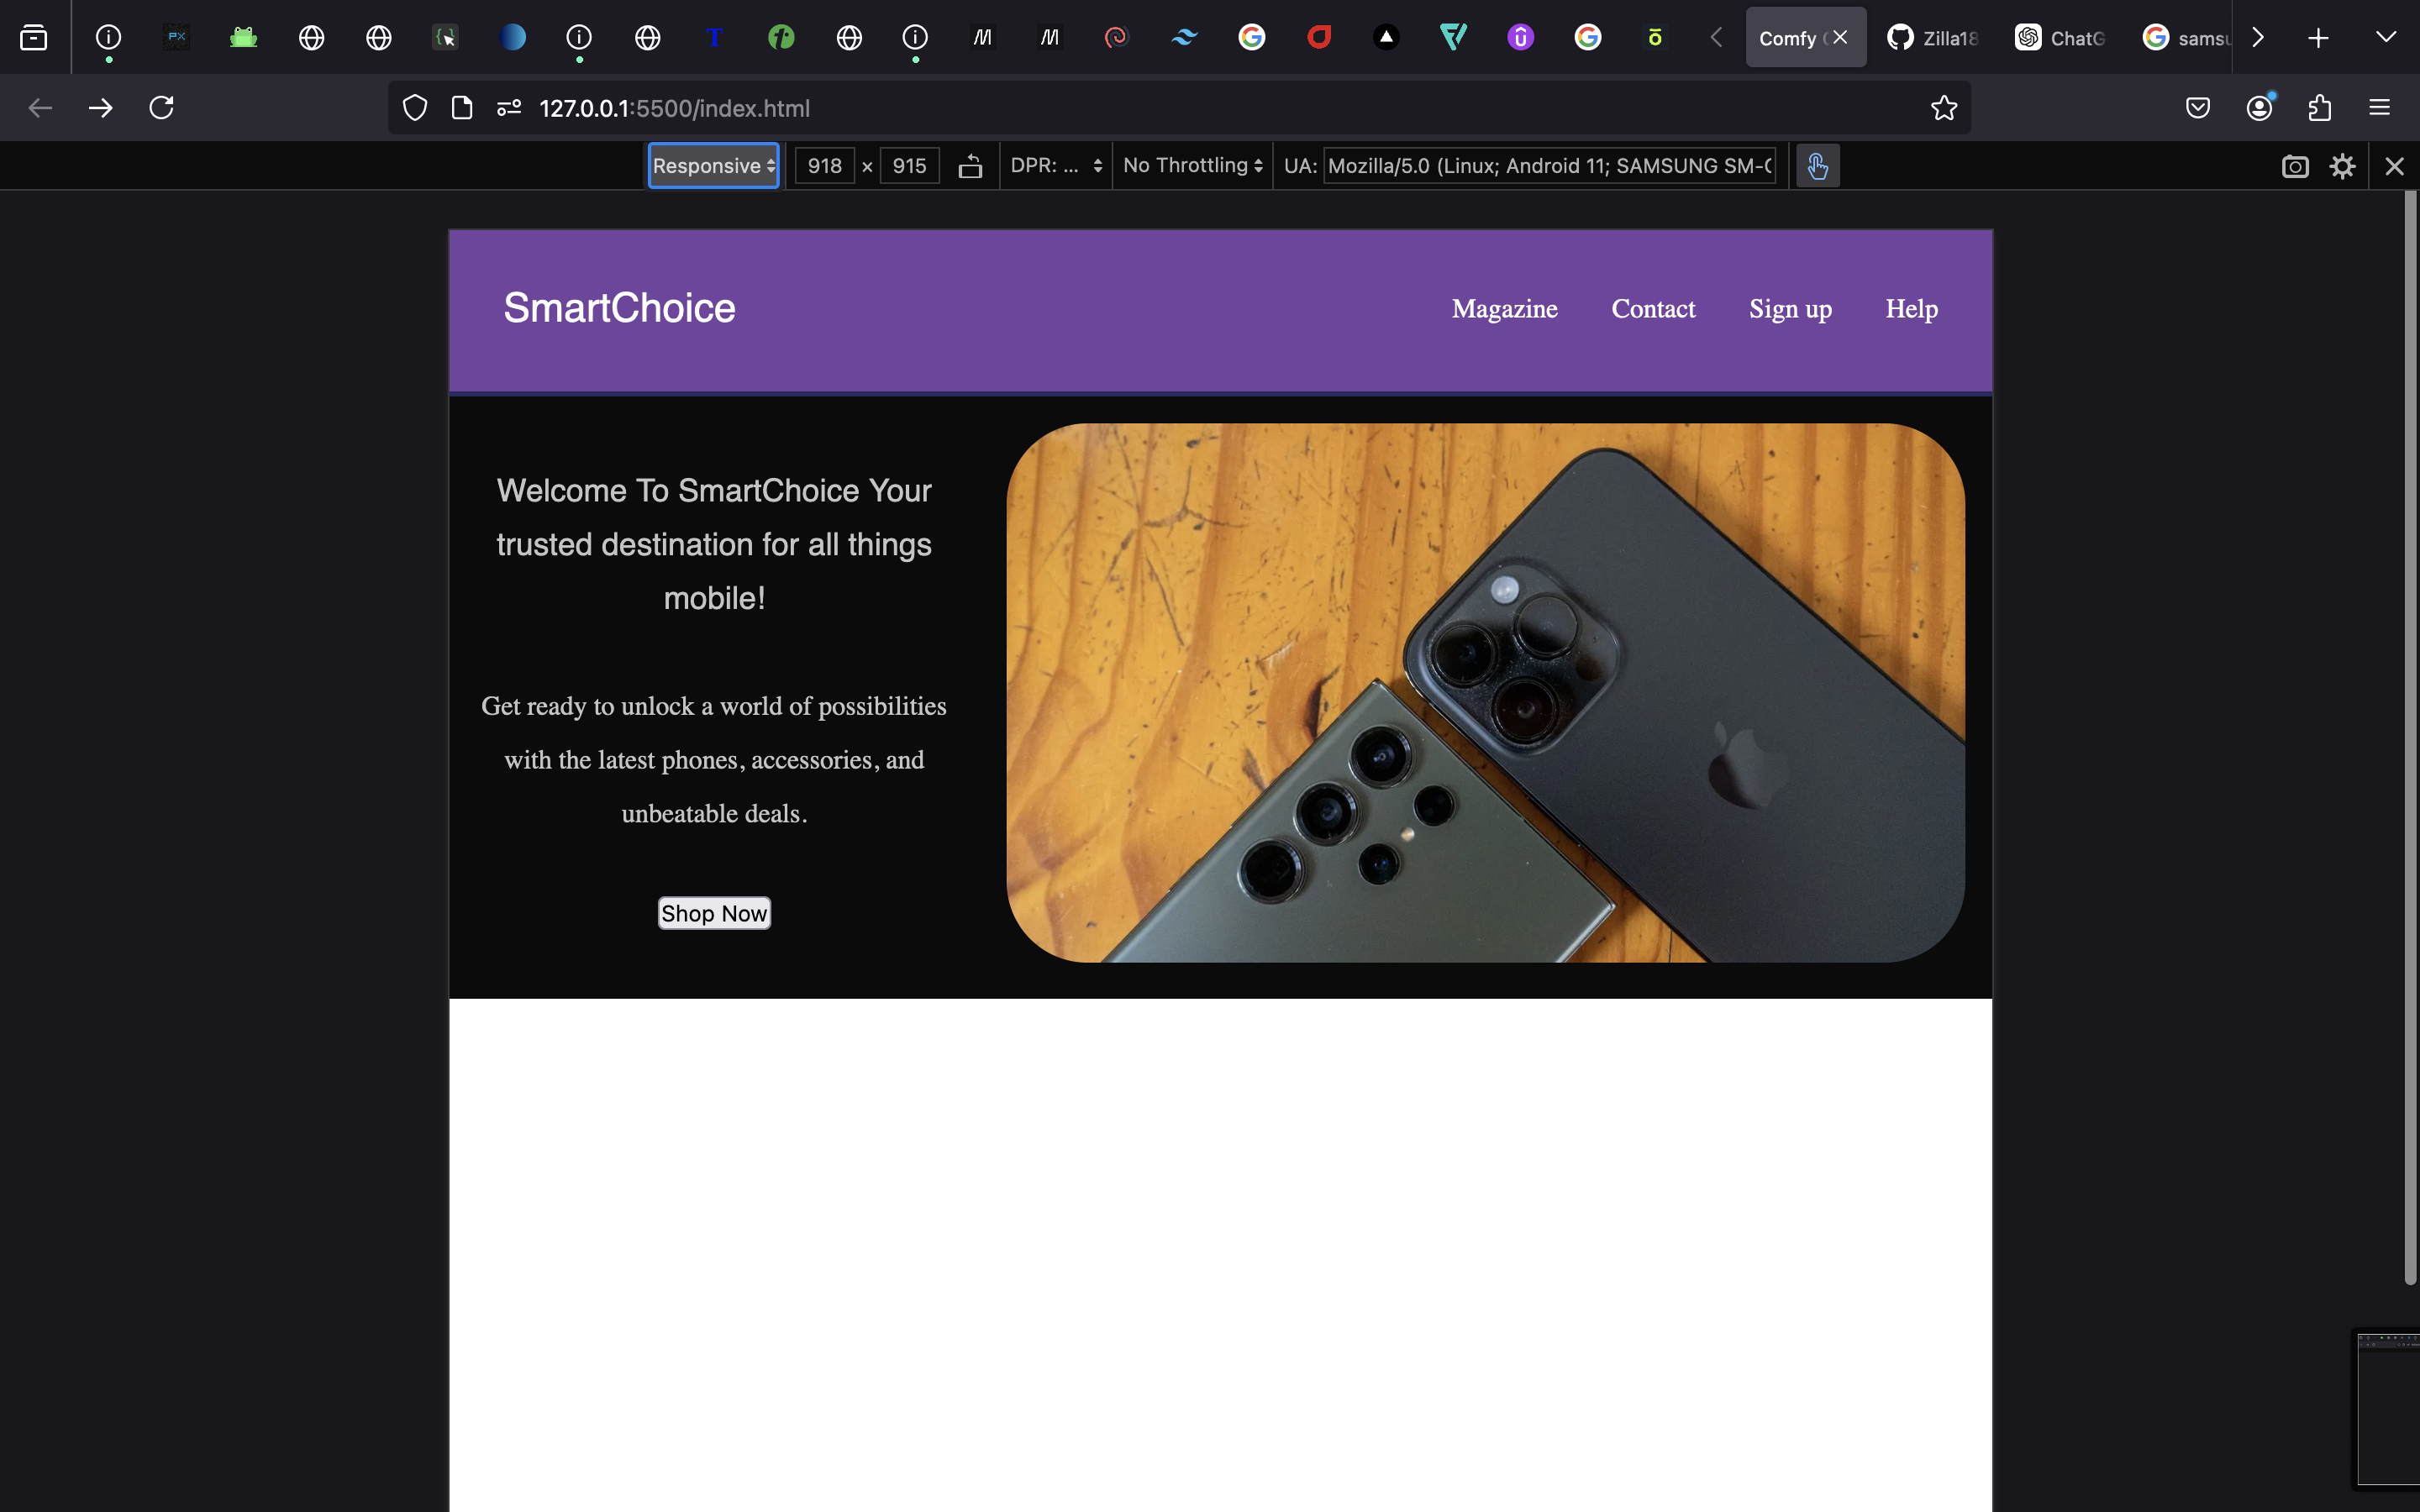 Comfy
Zilla18
ChatG
samsu
127.0.0.1:5500/index.html
Responsive
918 × 915
DPR: ...
No Throttling
UA: Mozilla/5.0 (Linux; Android 11; SAMSUNG SM-G
SmartChoice
Magazine
Contact
Sign up
Help
Welcome To SmartChoice Your
trusted destination for all things
mobile!
Get ready to unlock a world of possibilities
with the latest phones, accessories, and
unbeatable deals.
Shop Now